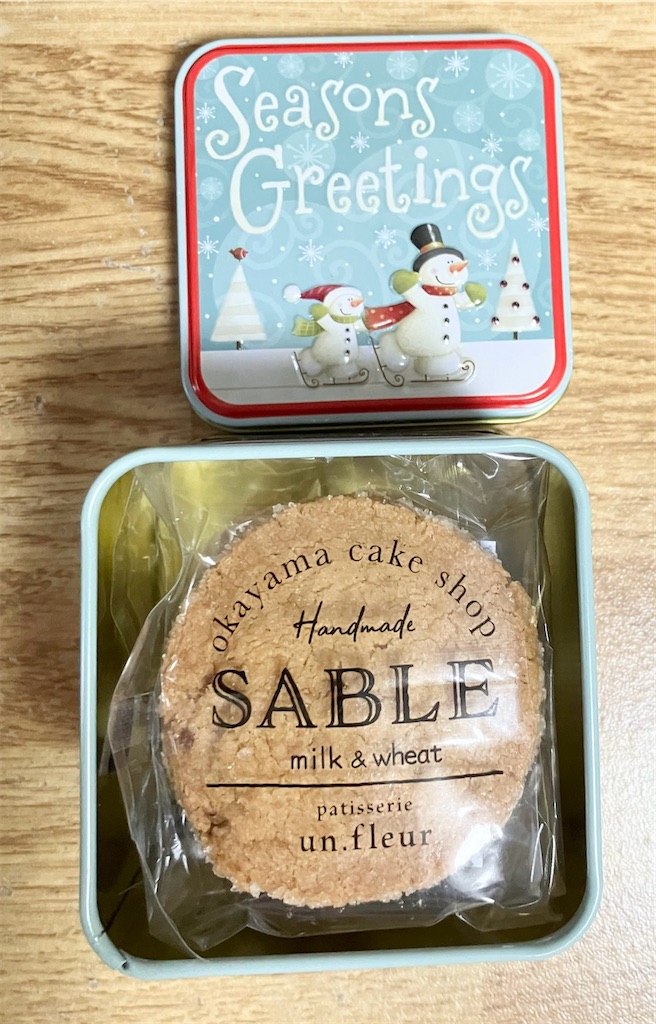 Seasons
Greetings
okayama cake shop
Handmade
SABLE
milk & wheat
patisserie
un.fleur